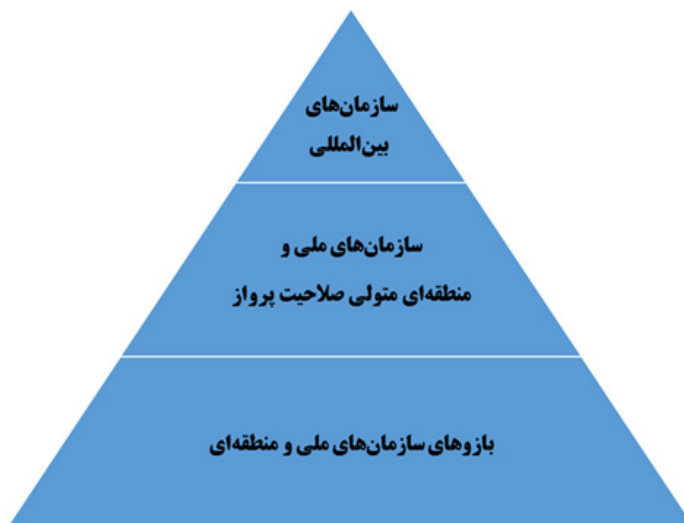 سازمان‌های
بین‌المللی
سازمان‌های ملی و
منطقه‌ای متولی صلاحیت پرواز
بازوهای سازمان‌های ملی و منطقه‌ای